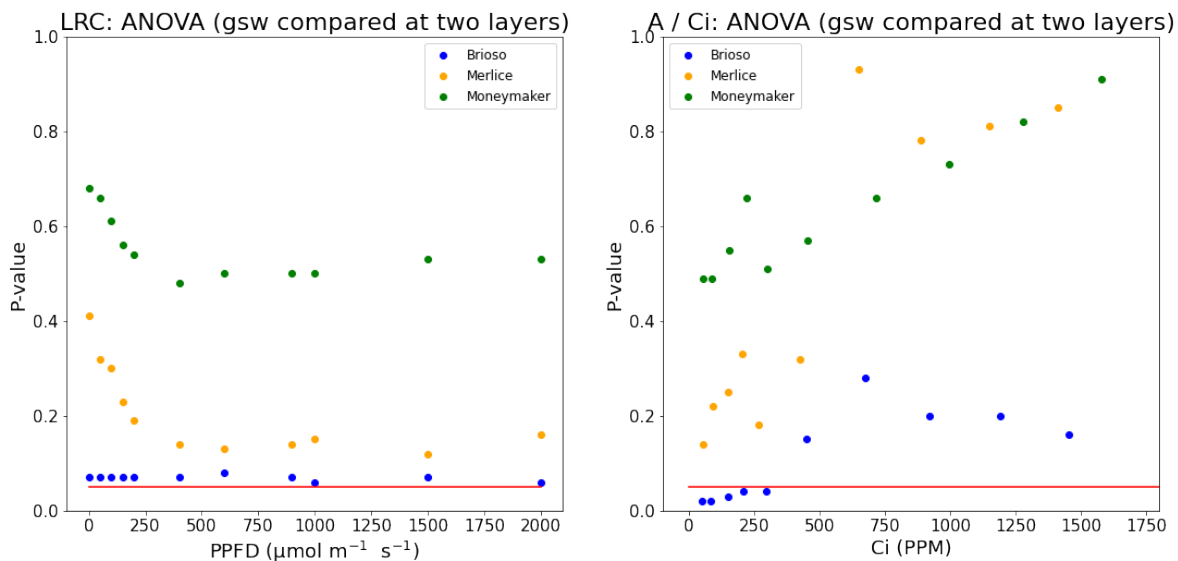 LRC: ANOVA (gsw compared at two layers)
1.0
0.8
0.6
0.4
0.2
0.0
P-value
Brioso
Merlice
Moneymaker
0
250
500
750
1000
1250
1500
1750
2000
PPFD (μmol m⁻¹ s⁻¹)
A / Ci: ANOVA (gsw compared at two layers)
1.0
0.8
0.6
0.4
0.2
0.0
P-value
Brioso
Merlice
Moneymaker
0
250
500
750
1000
1250
1500
1750
Ci (PPM)